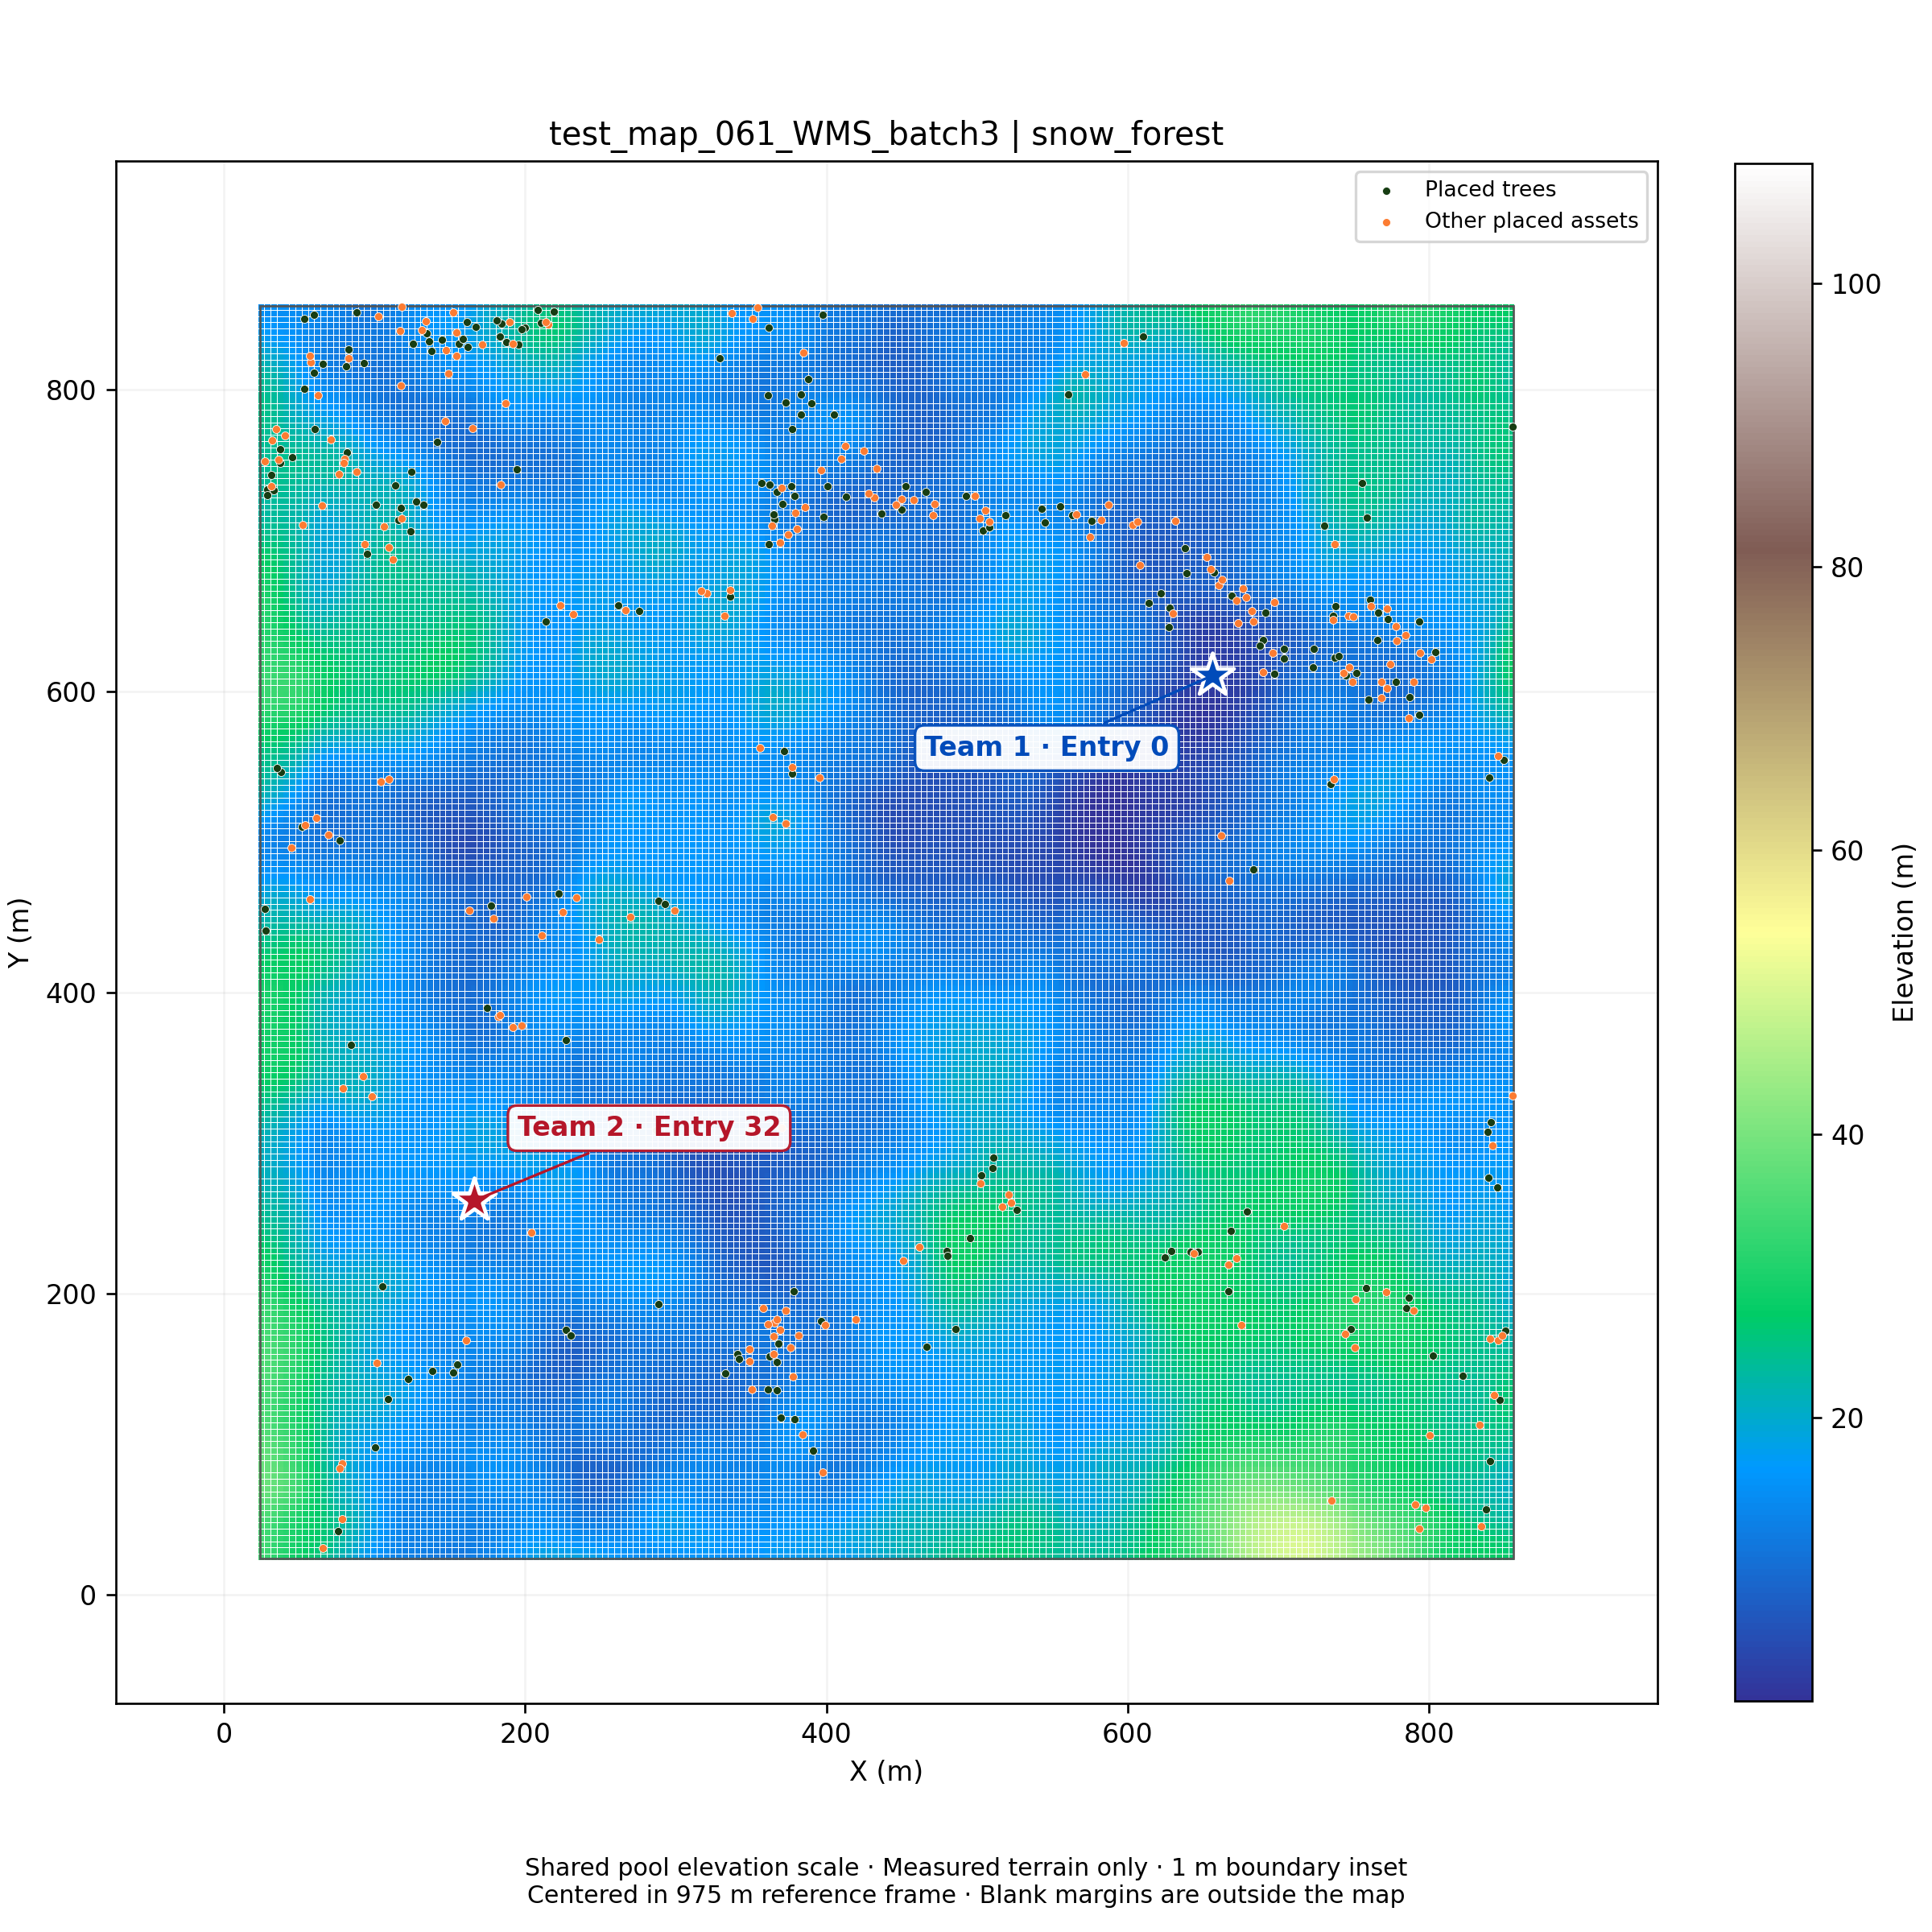 test_map_061_WMS_batch3 | snow_forest
Placed trees
Other placed assets
Team 1 · Entry 0
Team 2 · Entry 32
800
600
400
200
0
Y (m)
0
200
400
600
800
X (m)
100
80
60
40
20
Elevation (m)
Shared pool elevation scale · Measured terrain only · 1 m boundary inset
Centered in 975 m reference frame · Blank margins are outside the map